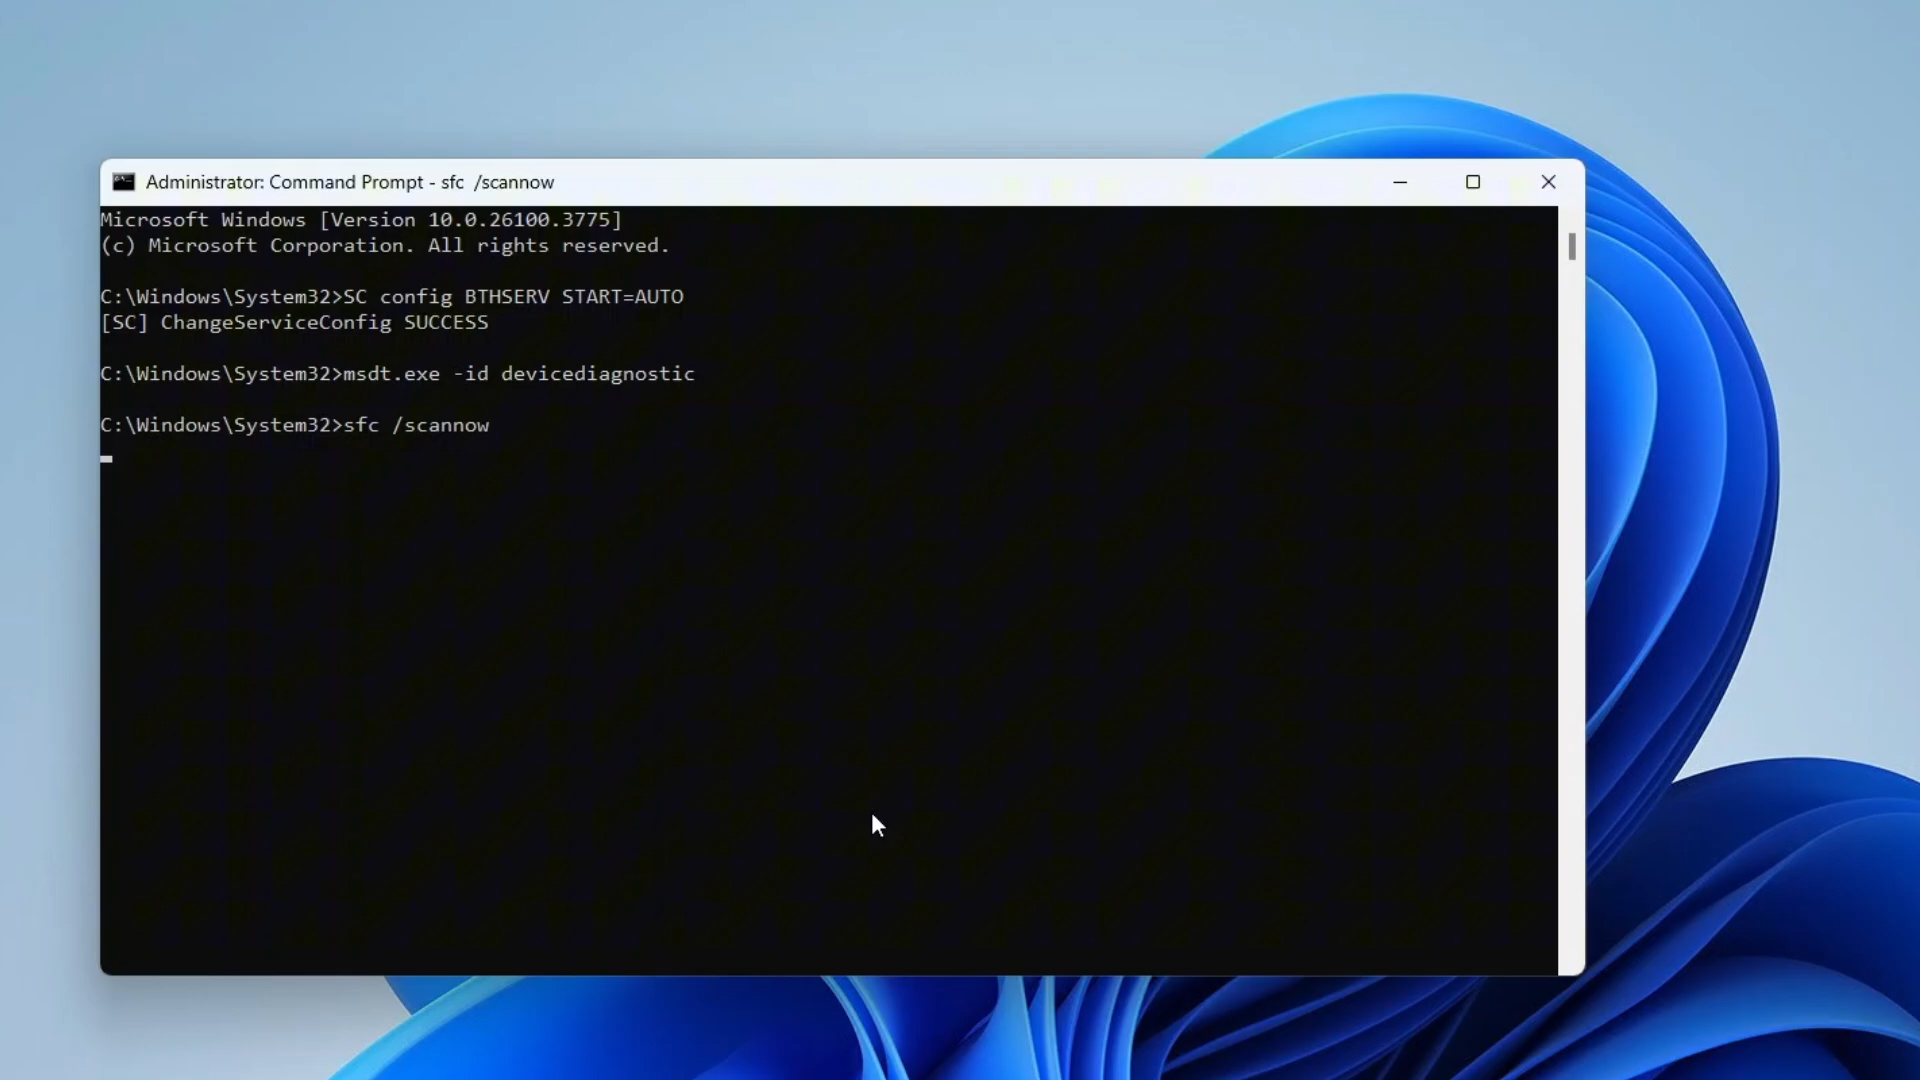 Administrator: Command Prompt - sfc  /scannow
Microsoft Windows [Version 10.0.26100.3775]
(c) Microsoft Corporation. All rights reserved.
C:\Windows\System32>SC config BTHSERV START=AUTO
[SC] ChangeServiceConfig SUCCESS
C:\Windows\System32>msdt.exe -id devicediagnostic
C:\Windows\System32>sfc /scannow